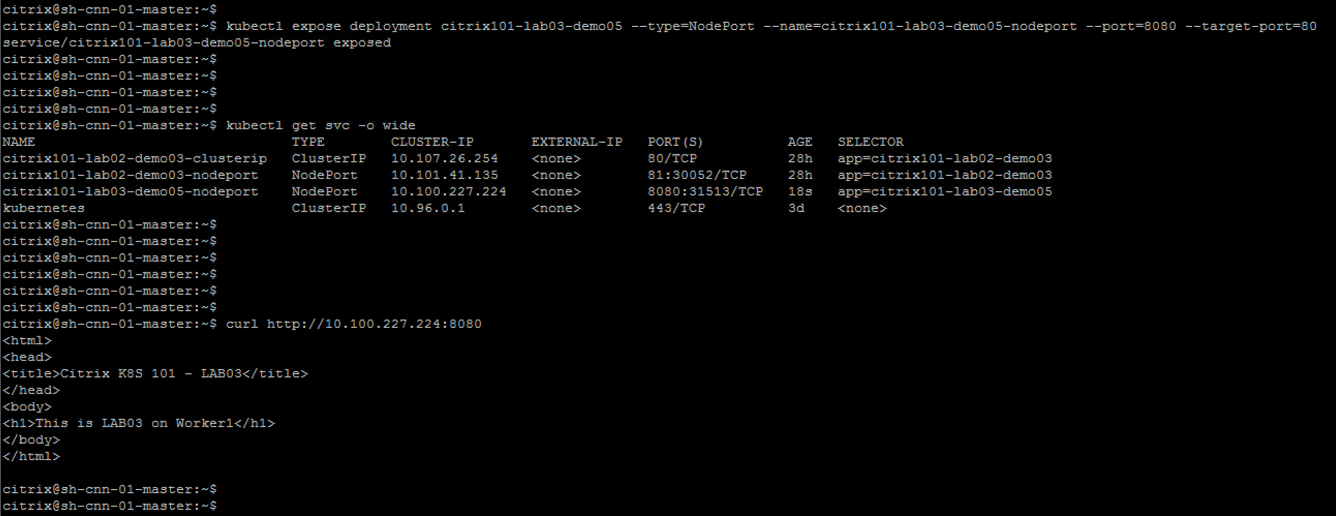 citrix@sh-cnn-01-master:~$
citrix@sh-cnn-01-master:~$ kubectl expose deployment citrix101-lab03-demo05 --type=NodePort --name=citrix101-lab03-demo05-nodeport --port=8080 --target-port=80
service/citrix101-lab03-demo05-nodeport exposed
citrix@sh-cnn-01-master:~$
citrix@sh-cnn-01-master:~$
citrix@sh-cnn-01-master:~$
citrix@sh-cnn-01-master:~$
citrix@sh-cnn-01-master:~$ kubectl get svc -o wide
NAME                              TYPE        CLUSTER-IP       EXTERNAL-IP   PORT(S)          AGE   SELECTOR
citrix101-lab02-demo03-clusterip  ClusterIP   10.107.26.254    <none>        80/TCP           28h   app=citrix101-lab02-demo03
citrix101-lab02-demo03-nodeport   NodePort    10.101.41.135    <none>        81:30052/TCP     28h   app=citrix101-lab02-demo03
citrix101-lab03-demo05-nodeport   NodePort    10.100.227.224   <none>        8080:31513/TCP   18s   app=citrix101-lab03-demo05
kubernetes                        ClusterIP   10.96.0.1        <none>        443/TCP          3d    <none>
citrix@sh-cnn-01-master:~$
citrix@sh-cnn-01-master:~$
citrix@sh-cnn-01-master:~$
citrix@sh-cnn-01-master:~$
citrix@sh-cnn-01-master:~$
citrix@sh-cnn-01-master:~$
citrix@sh-cnn-01-master:~$ curl http://10.100.227.224:8080
<html>
<head>
<title>Citrix K8S 101 - LAB03</title>
</head>
<body>
<h1>This is LAB03 on Worker1</h1>
</body>
</html>

citrix@sh-cnn-01-master:~$
citrix@sh-cnn-01-master:~$